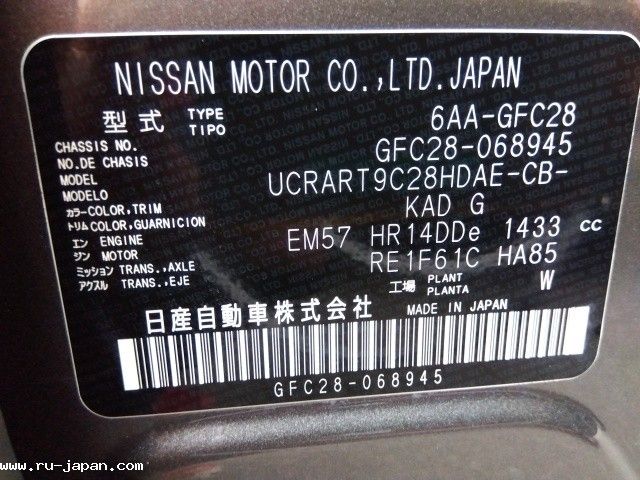 NISSAN MOTOR CO.,LTD.JAPAN
型式 TYPE TIPO 6AA-GFC28
CHASSIS NO. NO.DE CHASIS GFC28-068945
MODEL MODELO UCRART9C28HDAE-CB-
カラー COLOR,TRIM トリム COLOR,GUARNICION KAD G
エン ENGINE ジン MOTOR EM57 HR14DDe 1433 cc
ミッション TRANS.,AXLE アクスル TRANS.,EJE RE1F61C HA85
工場 PLANT PLANTA W
日産自動車株式会社 MADE IN JAPAN
GFC28-068945
www.ru-japan.com